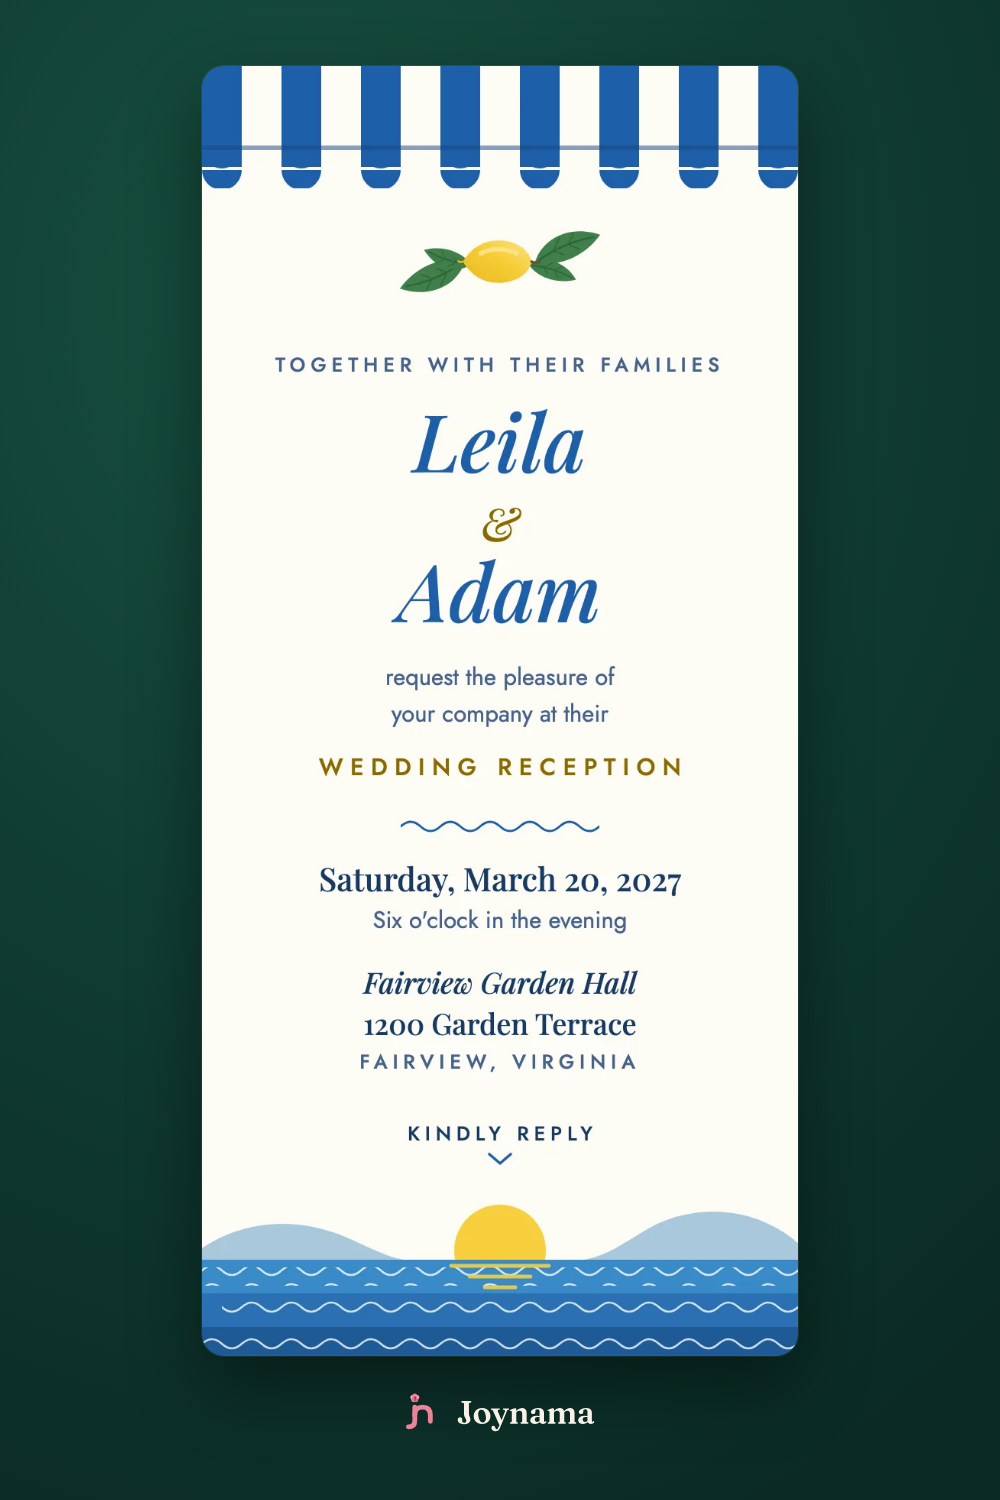 TOGETHER WITH THEIR FAMILIES
Leila
&
Adam
request the pleasure of
your company at their
WEDDING RECEPTION
Saturday, March 20, 2027
Six o'clock in the evening
Fairview Garden Hall
1200 Garden Terrace
FAIRVIEW, VIRGINIA
KINDLY REPLY
Joynama